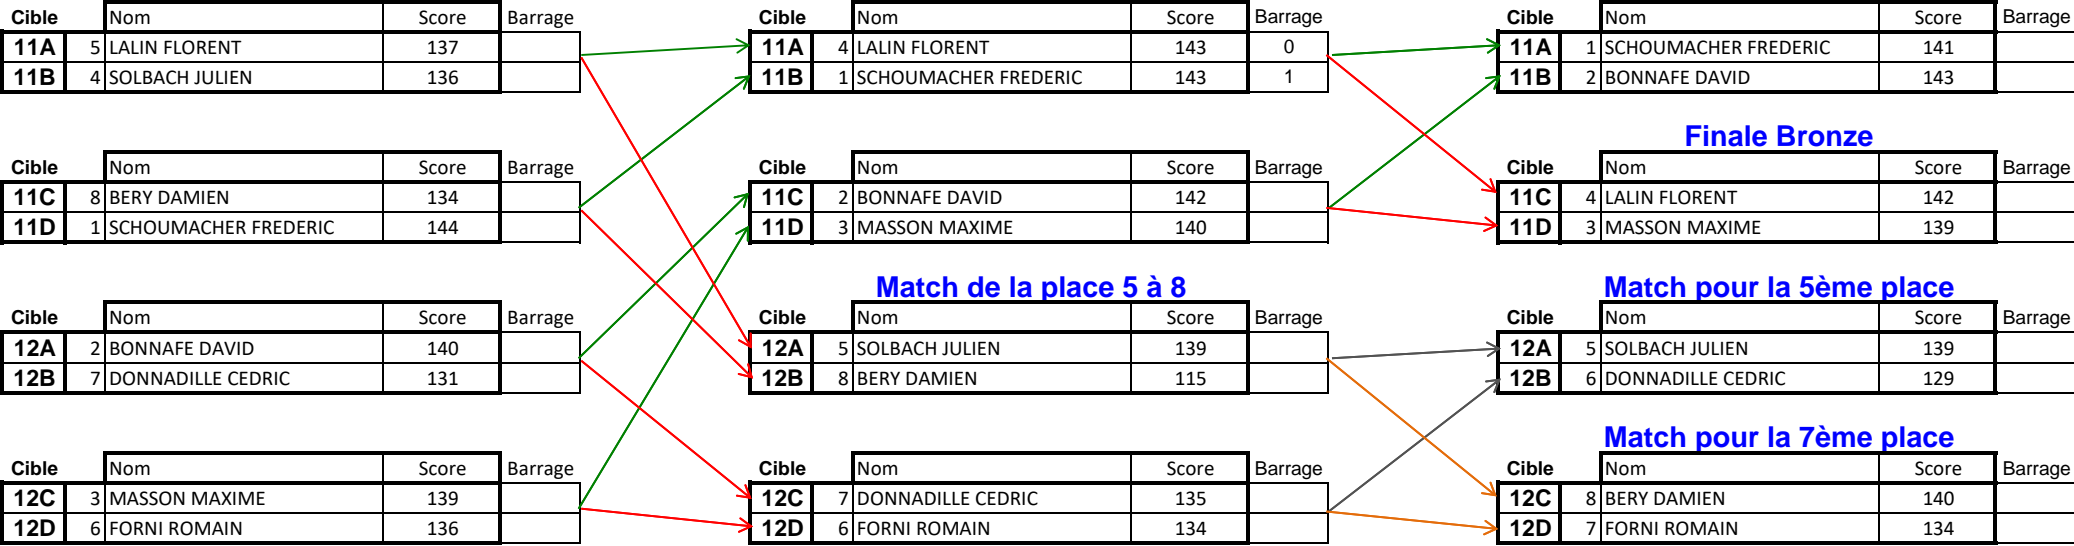 Cible Nom Score Barrage Cible Nom Score Barrage Cible Nom Score Barrage
11A 5 LALIN FLORENT 137 11A 4 LALIN FLORENT 143 0 11A 1 SCHOUMACHER FREDERIC 141
11B 4 SOLBACH JULIEN 136 11B 1 SCHOUMACHER FREDERIC 143 1 11B 2 BONNAFE DAVID 143
Finale Bronze
Cible Nom Score Barrage Cible Nom Score Barrage Cible Nom Score Barrage
11C 8 BERY DAMIEN 134 11C 2 BONNAFE DAVID 142 11C 4 LALIN FLORENT 142
11D 1 SCHOUMACHER FREDERIC 144 11D 3 MASSON MAXIME 140 11D 3 MASSON MAXIME 139
Match de la place 5 à 8 Match pour la 5ème place
Cible Nom Score Barrage Cible Nom Score Barrage Cible Nom Score Barrage
12A 2 BONNAFE DAVID 140 12A 5 SOLBACH JULIEN 139 12A 5 SOLBACH JULIEN 139
12B 7 DONNADILLE CEDRIC 131 12B 8 BERY DAMIEN 115 12B 6 DONNADILLE CEDRIC 129
Match pour la 7ème place
Cible Nom Score Barrage Cible Nom Score Barrage Cible Nom Score Barrage
12C 3 MASSON MAXIME 139 12C 7 DONNADILLE CEDRIC 135 12C 8 BERY DAMIEN 140
12D 6 FORNI ROMAIN 136 12D 6 FORNI ROMAIN 134 12D 7 FORNI ROMAIN 134